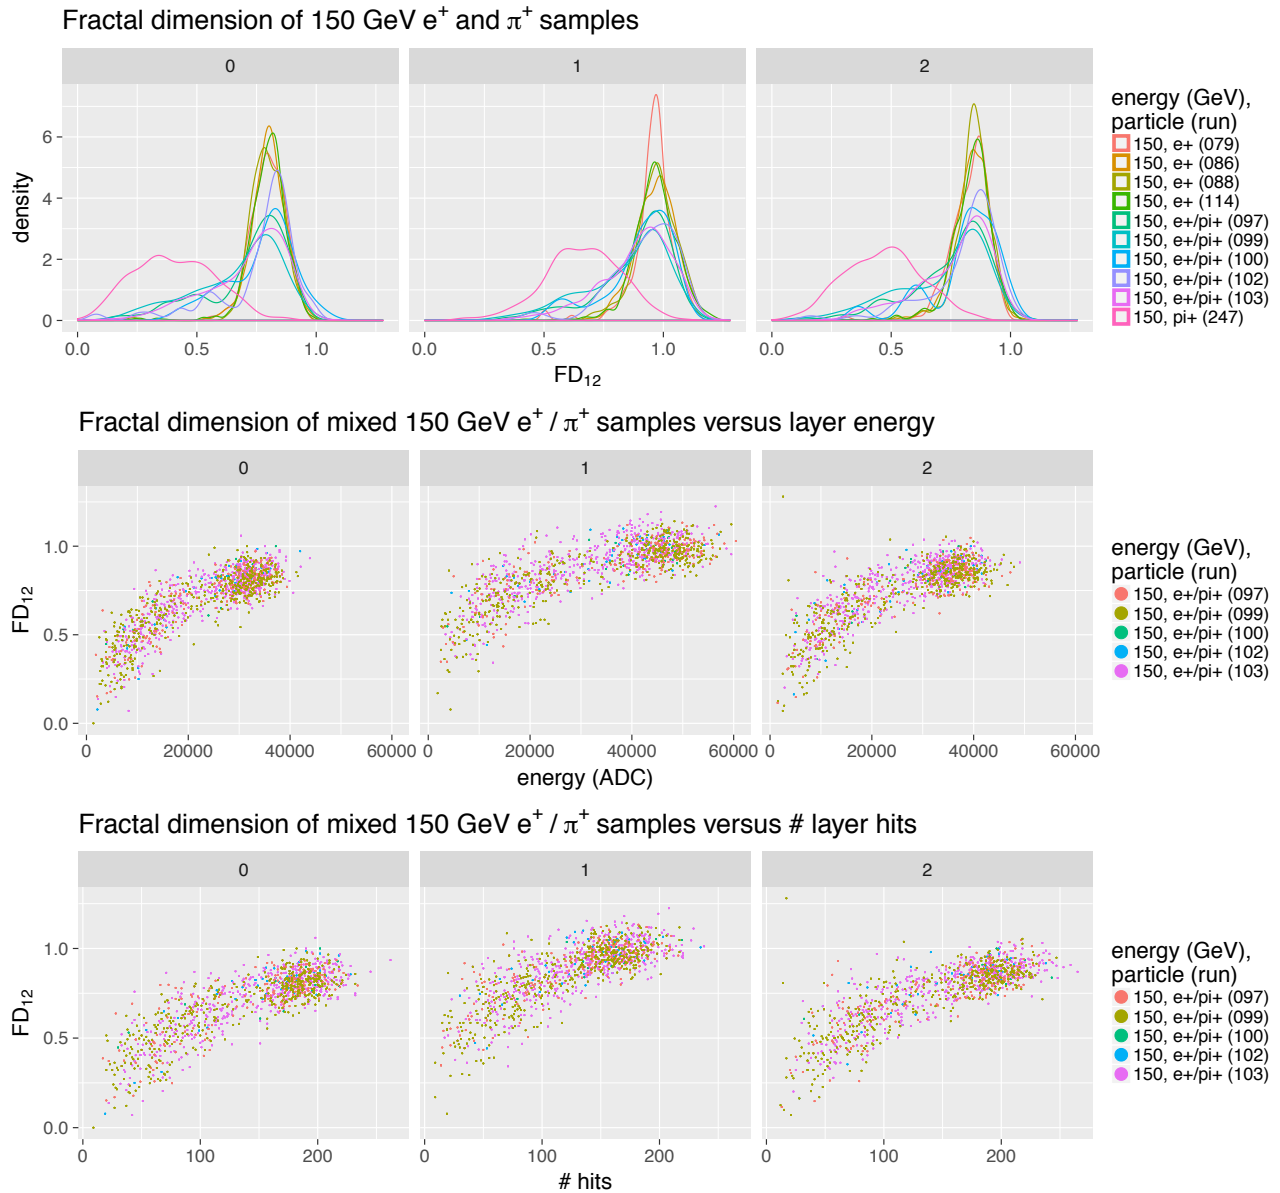 Fractal dimension of 150 GeV e⁺ and π⁺ samples
0 1 2
6
4
2
0
density
0.0 0.5 1.0 0.0 0.5 1.0 0.0 0.5 1.0
FD₁₂
energy (GeV),
particle (run)
150, e+ (079)
150, e+ (086)
150, e+ (088)
150, e+ (114)
150, e+/pi+ (097)
150, e+/pi+ (099)
150, e+/pi+ (100)
150, e+/pi+ (102)
150, e+/pi+ (103)
150, pi+ (247)
Fractal dimension of mixed 150 GeV e⁺ / π⁺ samples versus layer energy
0 1 2
1.0
0.5
0.0
FD₁₂
0 20000 40000 60000 0 20000 40000 60000 0 20000 40000 60000
energy (ADC)
energy (GeV),
particle (run)
150, e+/pi+ (097)
150, e+/pi+ (099)
150, e+/pi+ (100)
150, e+/pi+ (102)
150, e+/pi+ (103)
Fractal dimension of mixed 150 GeV e⁺ / π⁺ samples versus # layer hits
0 1 2
1.0
0.5
0.0
FD₁₂
0 100 200 0 100 200 0 100 200
# hits
energy (GeV),
particle (run)
150, e+/pi+ (097)
150, e+/pi+ (099)
150, e+/pi+ (100)
150, e+/pi+ (102)
150, e+/pi+ (103)